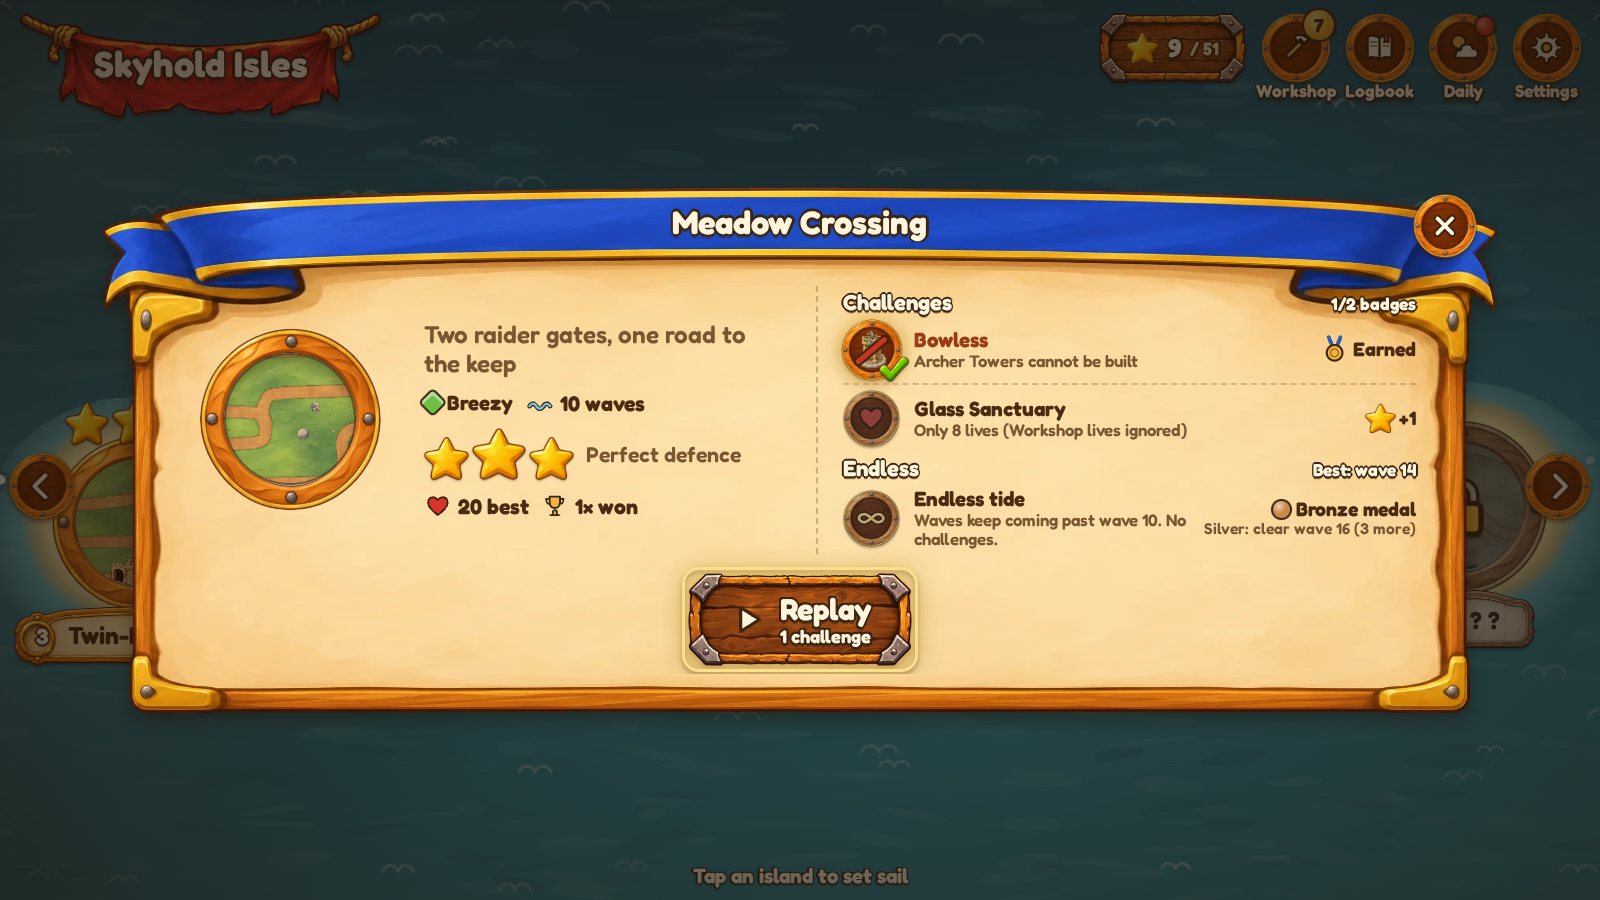 Skyhold Isles
9 / 51
7
Workshop
Logbook
Daily
Settings
Meadow Crossing
Two raider gates, one road to
the keep
Breezy
10 waves
Perfect defence
20 best
1x won
Challenges
1/2 badges
Bowless
Archer Towers cannot be built
Earned
Glass Sanctuary
Only 8 lives (Workshop lives ignored)
+1
Endless
Best: wave 14
Endless tide
Waves keep coming past wave 10. No
challenges.
Bronze medal
Silver: clear wave 16 (3 more)
3
? ?
Replay
1 challenge
Tap an island to set sail